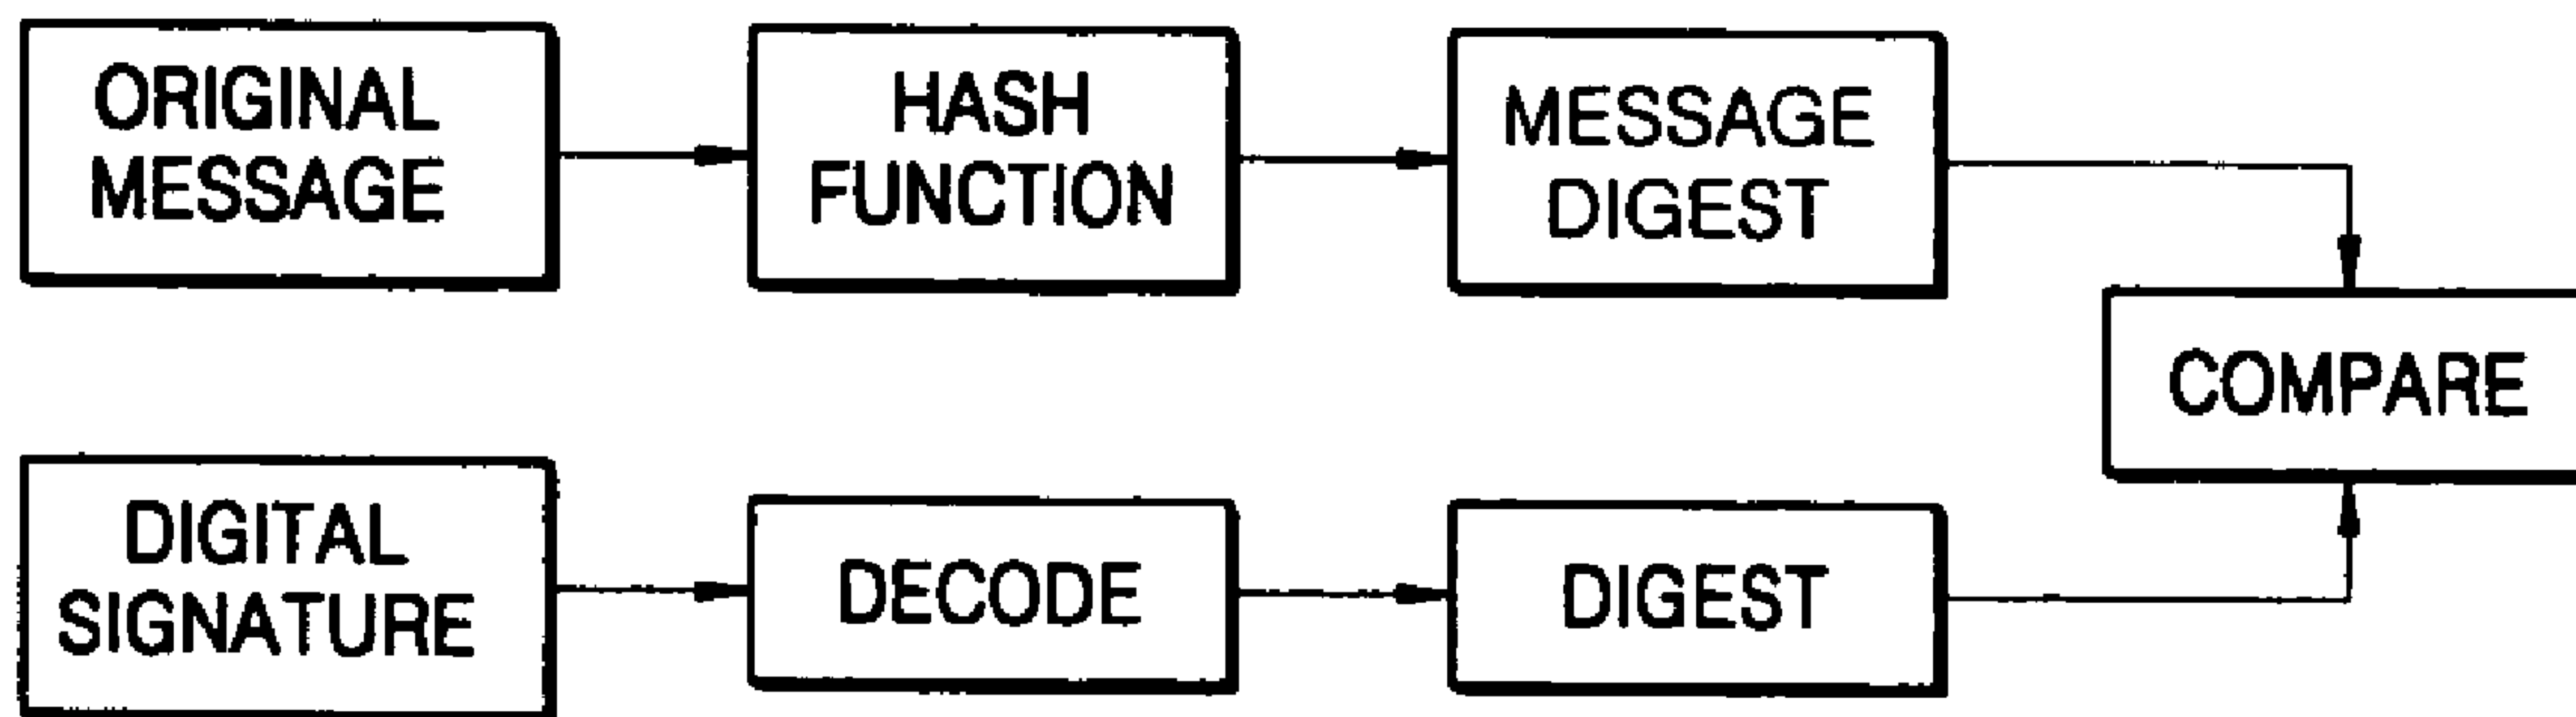 ORIGINAL
MESSAGE
HASH
FUNCTION
MESSAGE
DIGEST
COMPARE
DIGITAL
SIGNATURE
DECODE
DIGEST